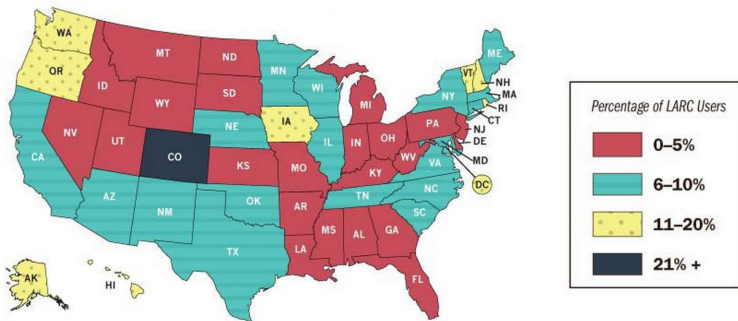 WA
ME
MT
ND
VT
OR
MN
NH
ID
WI
MA
SD
NY
WY
MI
RI
CT
IA
PA
NE
NJ
NV
OH
IL
IN
DE
UT
CO
WV
MD
CA
VA
KS
MO
KY
DC
NC
TN
OK
AZ
NM
AR
SC
MS
AL
GA
TX
LA
AK
HI
FL
Percentage of LARC Users
0–5%
6–10%
11–20%
21% +